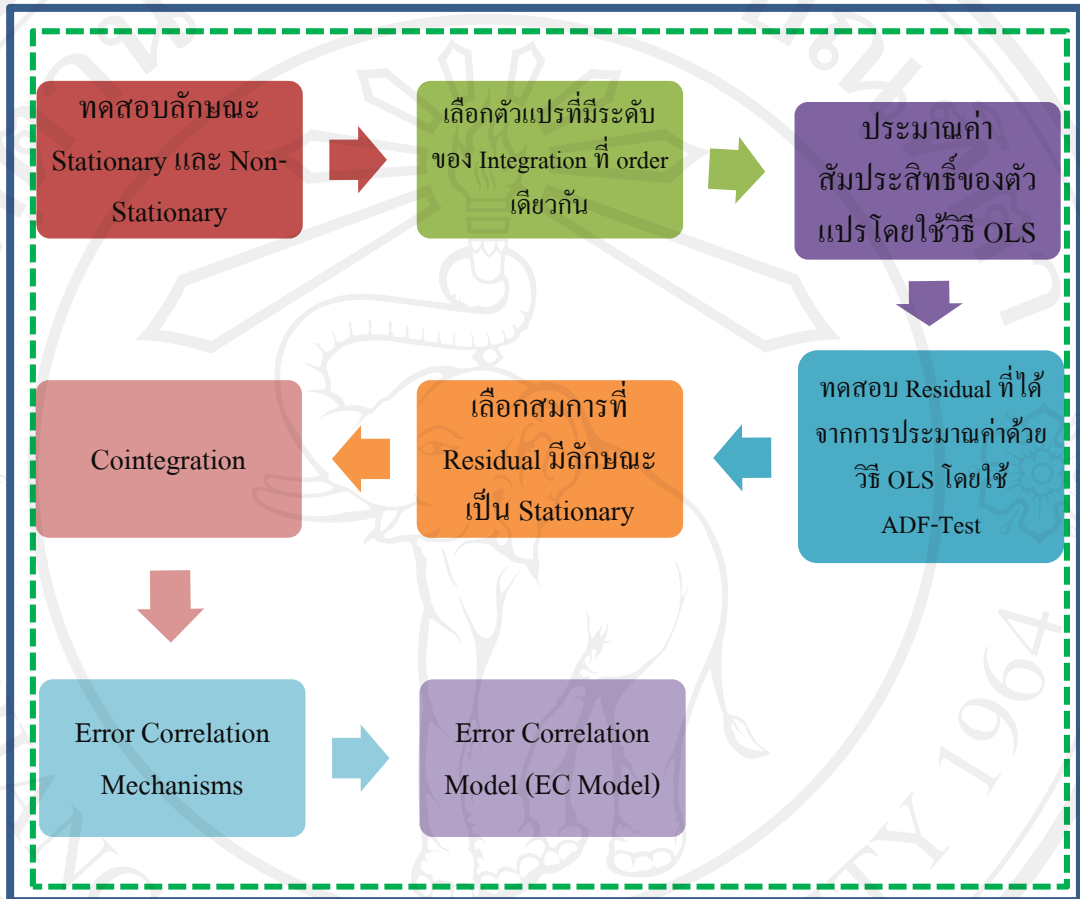 ทดสอบลักษณะ
Stationary และ Non-
Stationary
เลือกตัวแปรที่มีระดับ
ของ Integration ที่ order
เดียวกัน
ประมาณค่า
สัมประสิทธิ์ของตัว
แปรโดยใช้วิธี OLS
ทดสอบ Residual ที่ได้
จากการประมาณค่าด้วย
วิธี OLS โดยใช้
ADF-Test
เลือกสมการที่
Residual มีลักษณะ
เป็น Stationary
Cointegration
Error Correlation
Mechanisms
Error Correlation
Model (EC Model)
1964